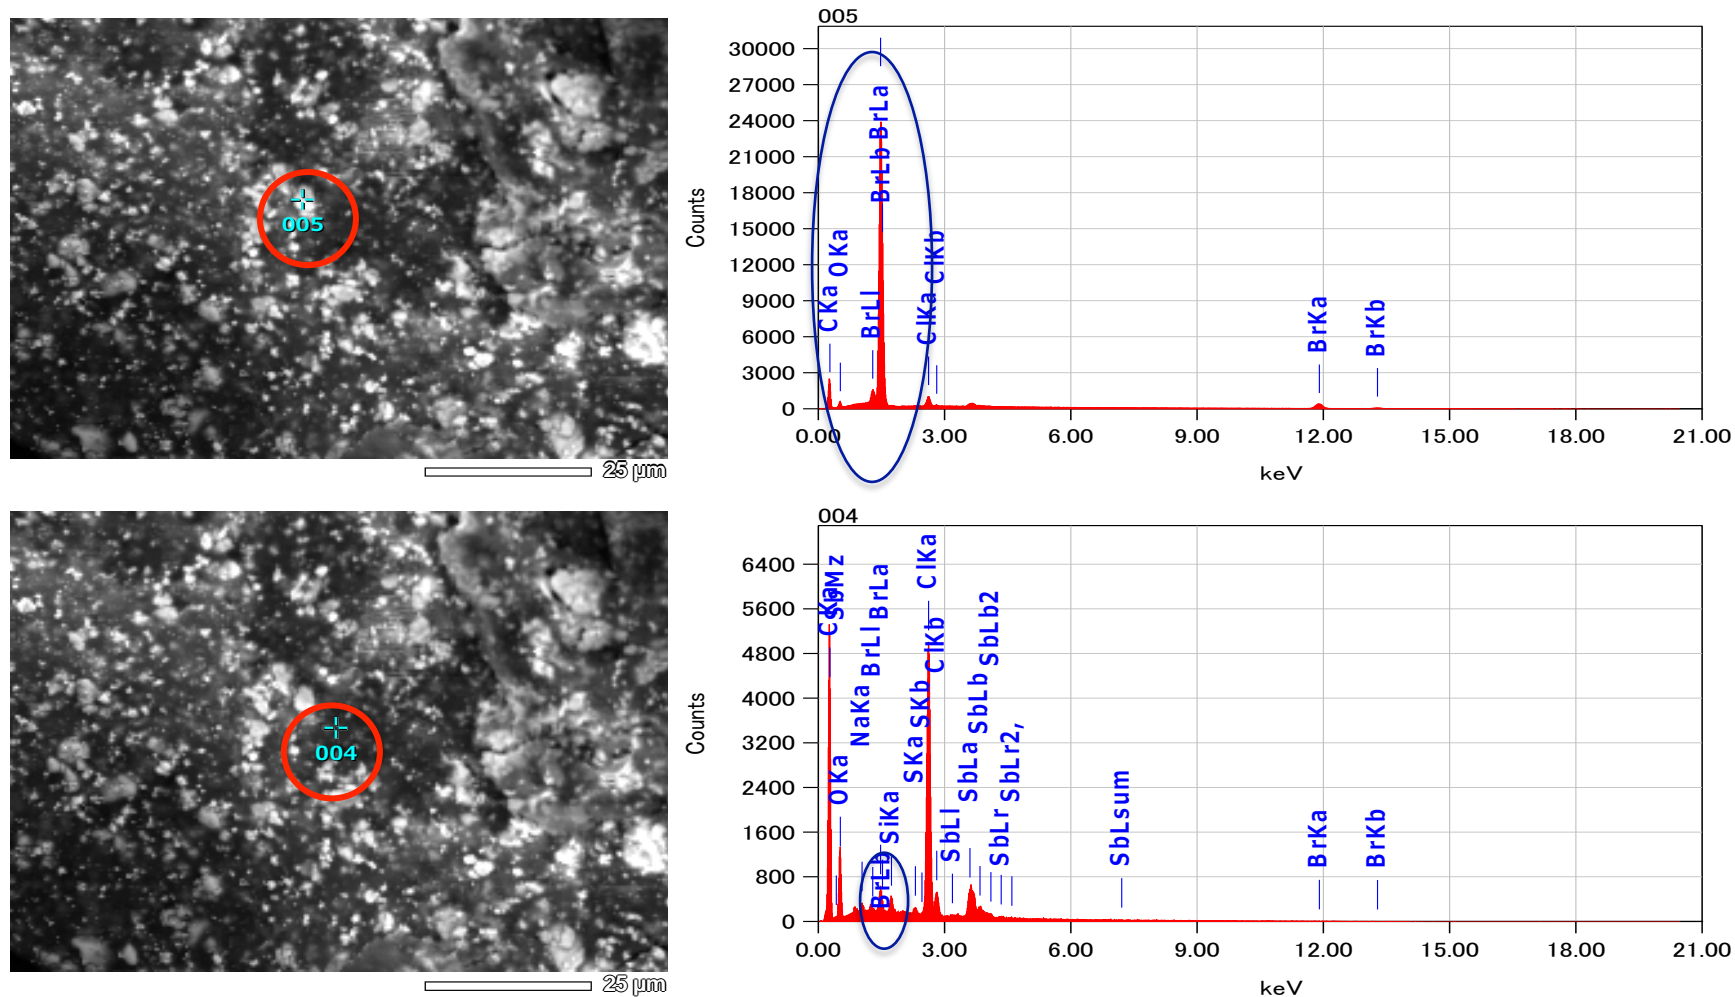 005
30000
27000
24000
21000
18000
15000
12000
9000
6000
3000
0
Counts
CKa
OKa
BrLl
BrLb
BrLa
ClKa
ClKb
BrKa
BrKb
0.00 3.00 6.00 9.00 12.00 15.00 18.00 21.00
keV
005
25 µm
004
6400
5600
4800
4000
3200
2400
1600
800
0
Counts
CKa
SbMz
OKa
NaKa
BrLl
BrLa
BrLb
SiKa
SKa
SKb
ClKa
ClKb
SbLl
SbLa
SbLb
SbLb2
SbLr
SbLr2,
SbLsum
BrKa
BrKb
0.00 3.00 6.00 9.00 12.00 15.00 18.00 21.00
keV
004
25 µm